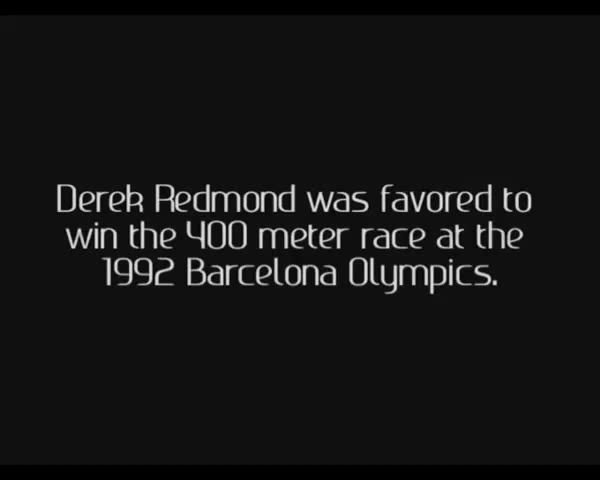 Derek Redmond was favored to
win the 400 meter race at the
1992 Barcelona Olympics.